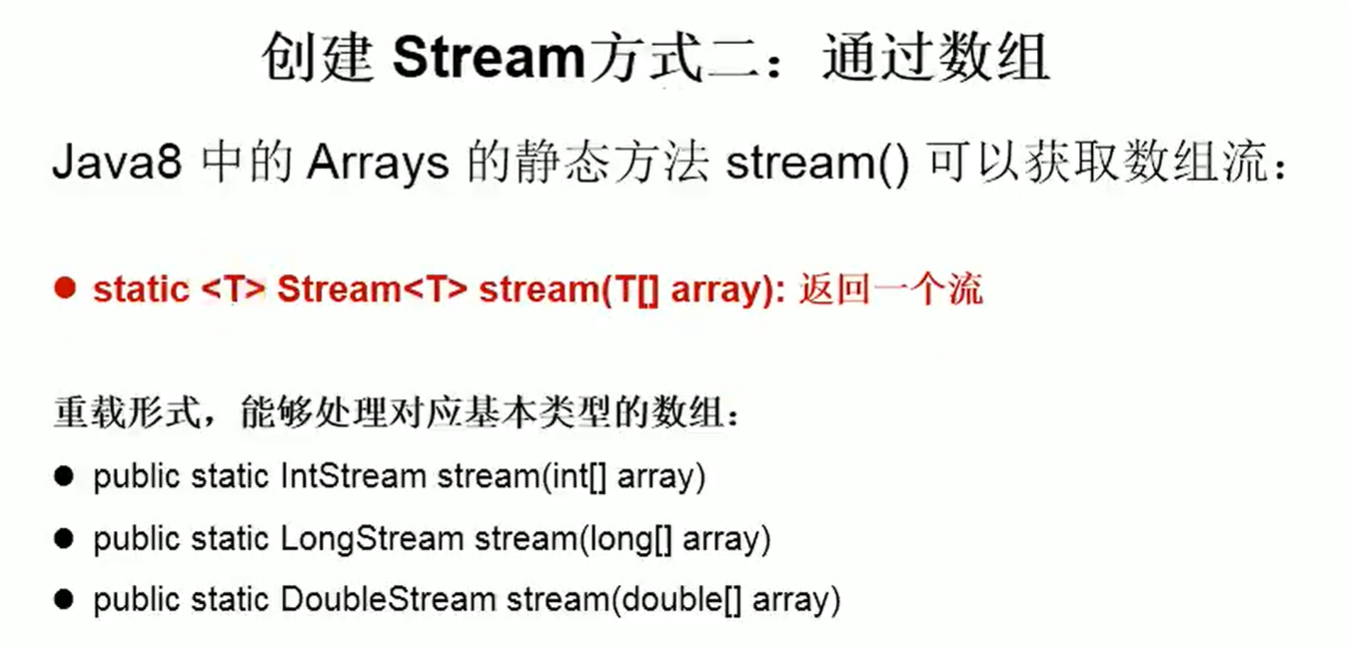 创建 Stream方式二：通过数组
Java8 中的 Arrays 的静态方法 stream() 可以获取数组流：
● static <T> Stream<T> stream(T[] array): 返回一个流
重载形式，能够处理对应基本类型的数组：
● public static IntStream stream(int[] array)
● public static LongStream stream(long[] array)
● public static DoubleStream stream(double[] array)